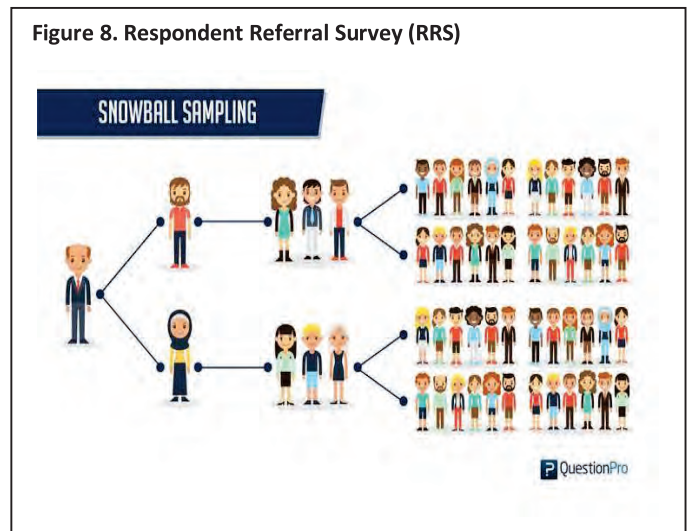 Figure 8. Respondent Referral Survey (RRS)
SNOWBALL SAMPLING
QuestionPro